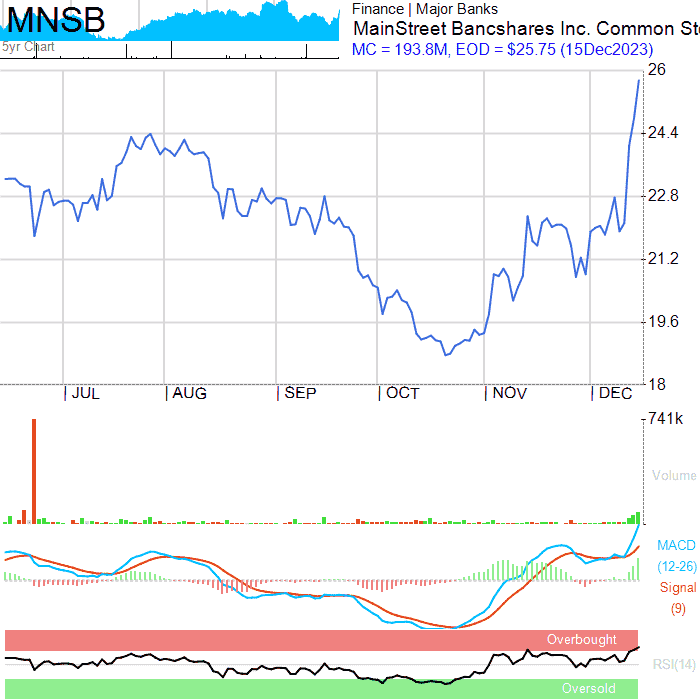 MNSB
5yr Chart
Finance | Major Banks
MainStreet Bancshares Inc. Common St
MC = 193.8M, EOD = $25.75 (15Dec2023)
26
24.4
22.8
21.2
19.6
18
JUL AUG SEP OCT NOV DEC
741k
Volume
MACD
(12-26)
Signal
(9)
Overbought
RSI(14)
Oversold